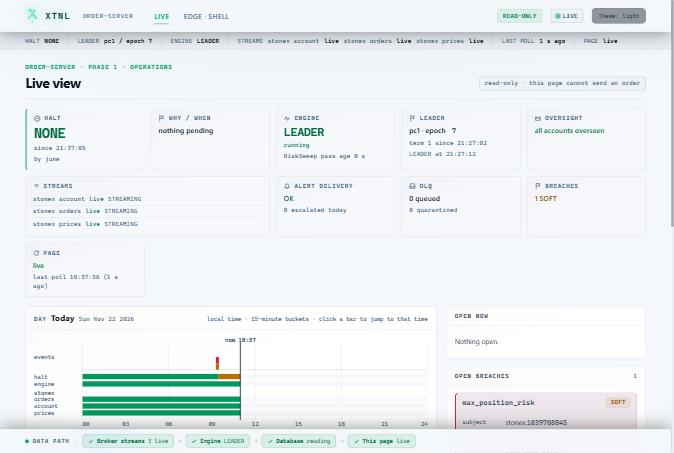 XTNL ORDER-SERVER LIVE EDGE · SHELL READ-ONLY LIVE Theme: light
HALT NONE LEADER pc1 / epoch 7 ENGINE LEADER STREAMS stonex account live stonex orders live stonex prices live LAST POLL 1 s ago PAGE live
ORDER-SERVER · PHASE 1 · OPERATIONS
Live view
read-only · this page cannot send an order
HALT
NONE
since 21:37:05
by june
WHY / WHEN
nothing pending
ENGINE
LEADER
running
RiskSweep pass age 0 s
LEADER
pc1 · epoch 7
term 1 since 21:27:02
LEADER at 21:27:12
OVERSIGHT
all accounts overseen
STREAMS
stonex account live STREAMING
stonex orders live STREAMING
stonex prices live STREAMING
ALERT DELIVERY
OK
0 escalated today
DLQ
0 queued
0 quarantined
BREACHES
1 SOFT
PAGE
live
last poll 10:57:56 (1 s
ago)
DAY Today Sun Nov 22 2026 local time · 15-minute buckets · click a bar to jump to that time
now 10:57
events
halt
engine
stonex
orders
account
prices
00 03 06 09 12 15 18 21 24
OPEN NOW
Nothing open.
OPEN BREACHES 1
max_position_risk SOFT
subject stonex:1039708845
DATA PATH Broker streams 3 live Engine LEADER Database reading This page live